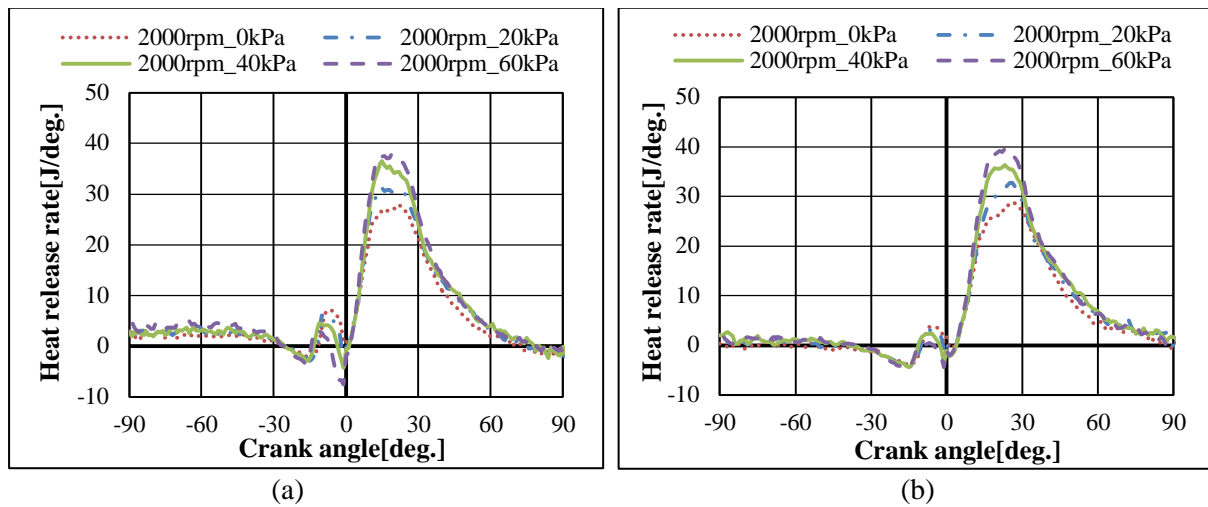 2000rpm_0kPa 2000rpm_20kPa
2000rpm_40kPa 2000rpm_60kPa
Heat release rate[J/deg.]
50
40
30
20
10
0
-10
-90 -60 -30 0 30 60 90
Crank angle[deg.]
(a)
2000rpm_0kPa 2000rpm_20kPa
2000rpm_40kPa 2000rpm_60kPa
Heat release rate[J/deg.]
50
40
30
20
10
0
-10
-90 -60 -30 0 30 60 90
Crank angle[deg.]
(b)